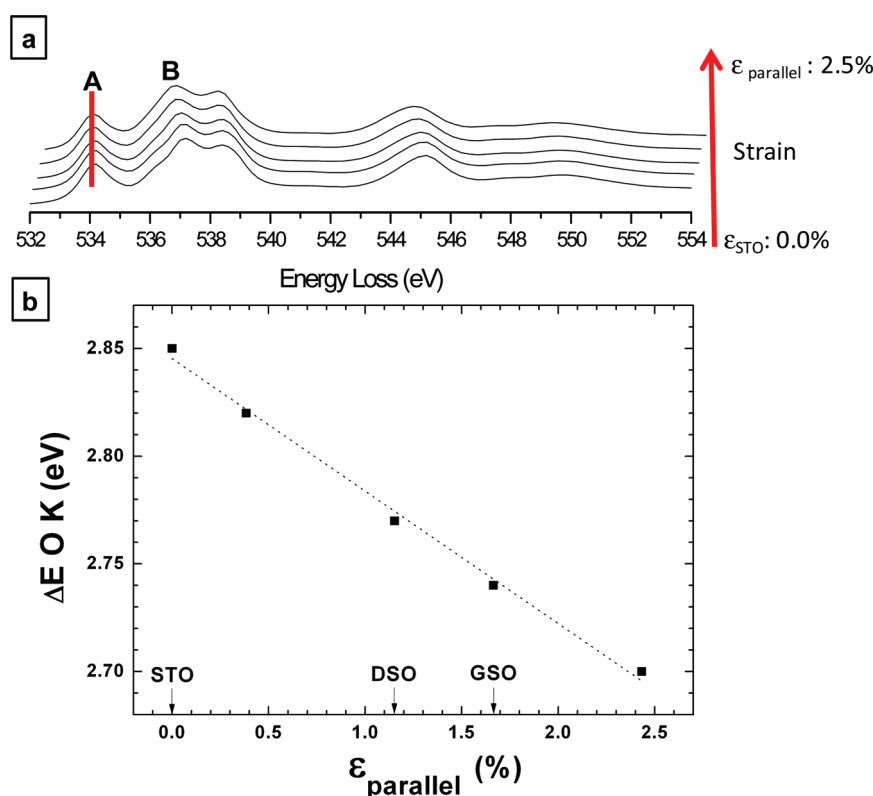 a
A
B
ε parallel : 2.5%
Strain
εSTO: 0.0%
532 534 536 538 540 542 544 546 548 550 552 554
Energy Loss (eV)
b
ΔE O K (eV)
2.85
2.80
2.75
2.70
STO DSO GSO
0.0 0.5 1.0 1.5 2.0 2.5
εparallel (%)